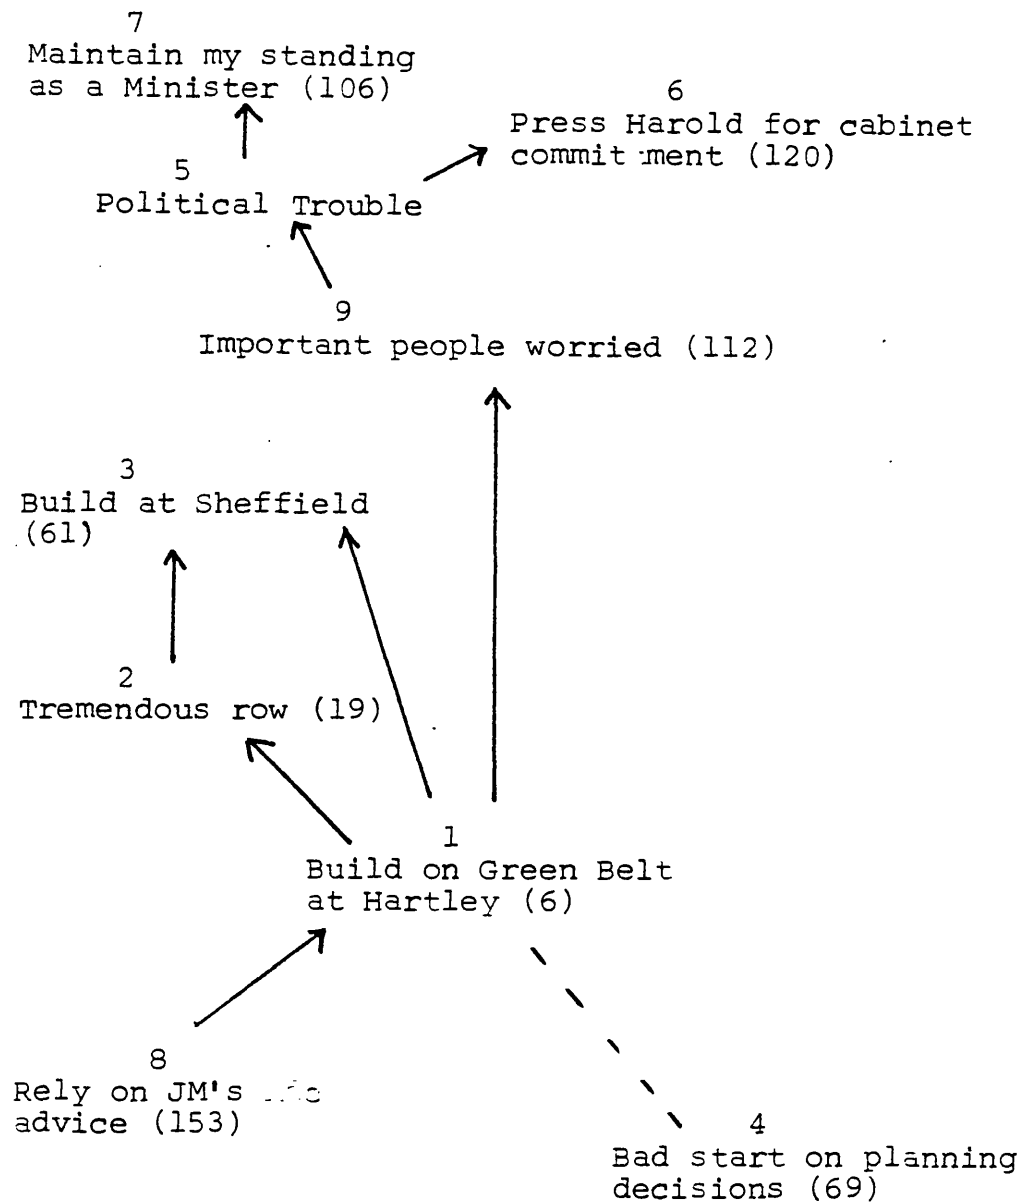 7
Maintain my standing
as a Minister (106)
6
Press Harold for cabinet
commitment (120)
5
Political Trouble
9
Important people worried (112)
3
Build at Sheffield
(61)
2
Tremendous row (19)
1
Build on Green Belt
at Hartley (6)
8
Rely on JM's
advice (153)
4
Bad start on planning
decisions (69)